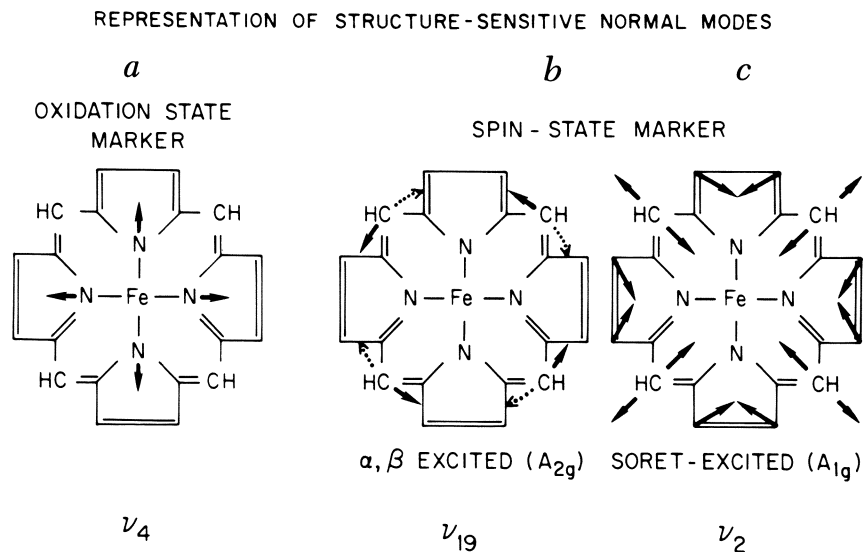 REPRESENTATION OF STRUCTURE-SENSITIVE NORMAL MODES
a b c
OXIDATION STATE
MARKER
SPIN-STATE MARKER
HC CH
N
N Fe N
N
HC CH
HC CH
N
N Fe N
N
HC CH
HC CH
N
N Fe N
N
HC CH
α, β EXCITED (A2g)
SORET-EXCITED (A1g)
ν4
ν19
ν2